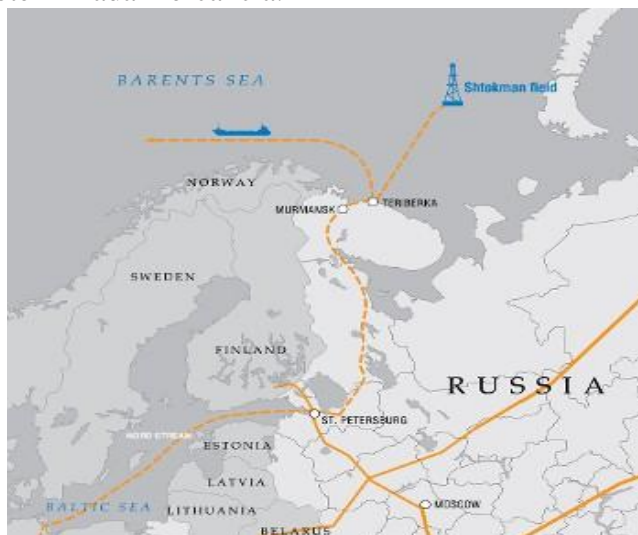 BARENTS SEA
Shtokman field
NORWAY
MURMANSK
TERIBERKA
SWEDEN
FINLAND
RUSSIA
ST. PETERSBURG
NORD STREAM
ESTONIA
LATVIA
BALTIC SEA
LITHUANIA
MOSCOW
BELARUS